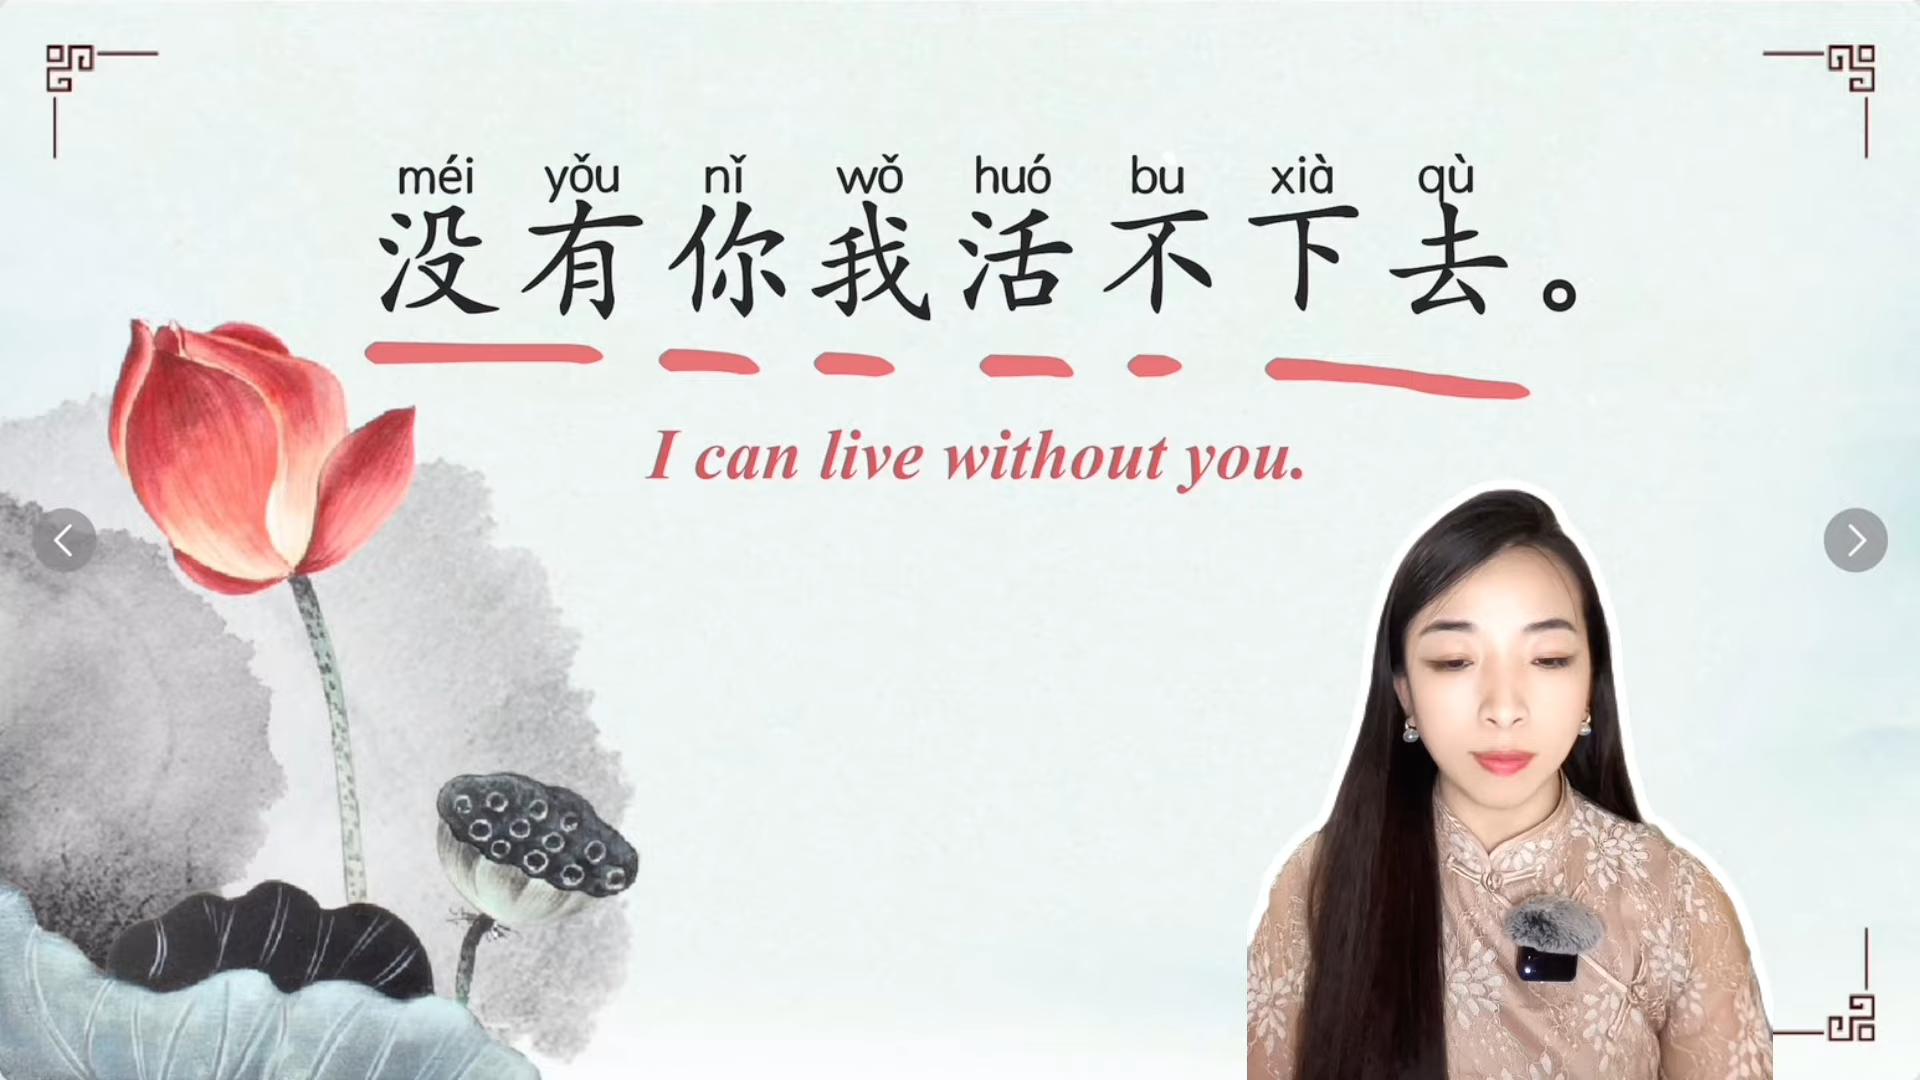 méi yǒu nǐ wǒ huó bu xià qù
没有你我活不下去。
I can live without you.